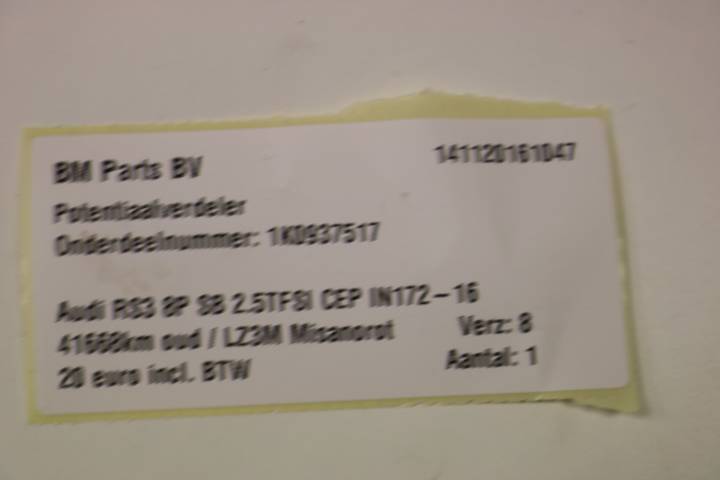 BM Parts BV 141120161047
Potentiaalverdeler
Onderdeelnummer: 1K0937517
Audi RS3 8P SB 2.5TFSI CEP IN172-16
41668km oud / LZ3M Misanorot Verz: 8
20 euro incl. BTW Aantal: 1